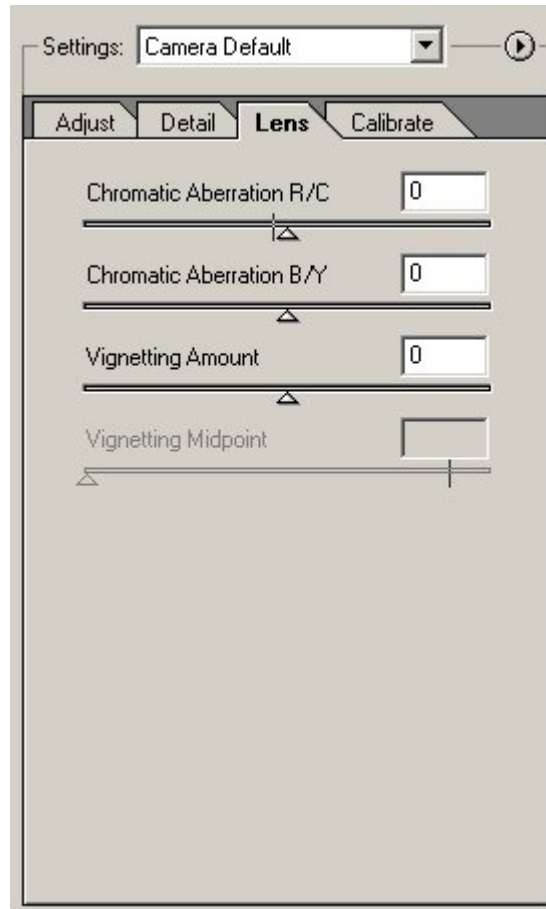 Settings: Camera Default
Adjust Detail Lens Calibrate
Chromatic Aberration R/C 0
Chromatic Aberration B/Y 0
Vignetting Amount 0
Vignetting Midpoint